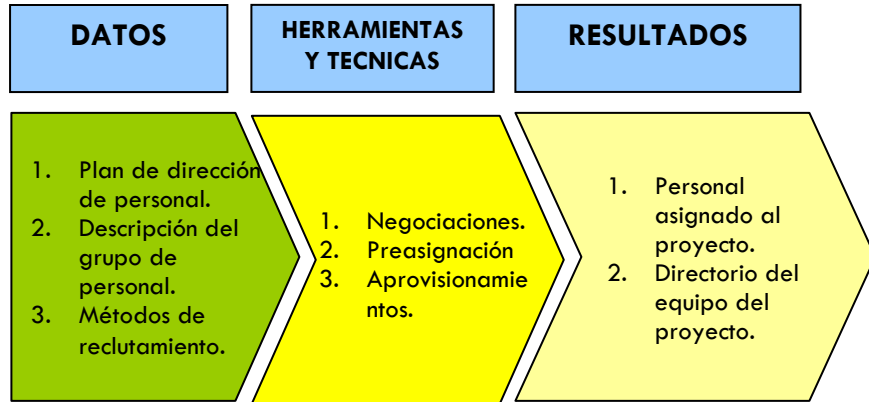 DATOS
HERRAMIENTAS
Y TECNICAS
RESULTADOS
1. Plan de dirección
de personal.
2. Descripción del
grupo de
personal.
3. Métodos de
reclutamiento.
1. Negociaciones.
2. Preasignación
3. Aprovisionamie
ntos.
1. Personal
asignado al
proyecto.
2. Directorio del
equipo del
proyecto.